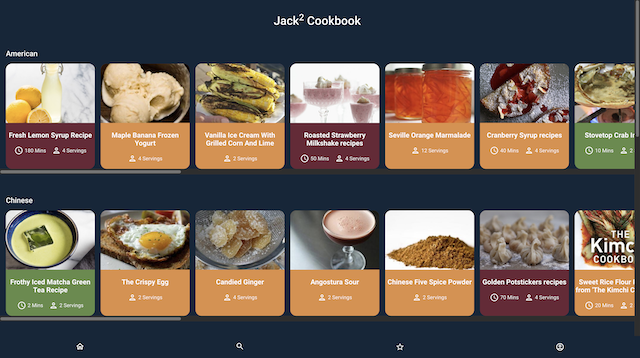 Jack² Cookbook
American
Fresh Lemon Syrup Recipe
180 Mins 4 Servings
Maple Banana Frozen
Yogurt
4 Servings
Vanilla Ice Cream With
Grilled Corn And Lime
2 Servings
Roasted Strawberry
Milkshake recipes
50 Mins 4 Servings
Seville Orange Marmalade
12 Servings
Cranberry Syrup recipes
40 Mins 4 Servings
Stovetop Crab
10 Mins 2
Chinese
Frothy Iced Matcha Green
Tea Recipe
2 Mins 2 Servings
The Crispy Egg
2 Servings
Candied Ginger
4 Servings
Angostura Sour
2 Servings
Chinese Five Spice Powder
2 Servings
Golden Potstickers recipes
70 Mins 4 Servings
THE
Kimc
COOKBO
Sweet Rice Flour
from 'The Kimchi C
20 Mins 2